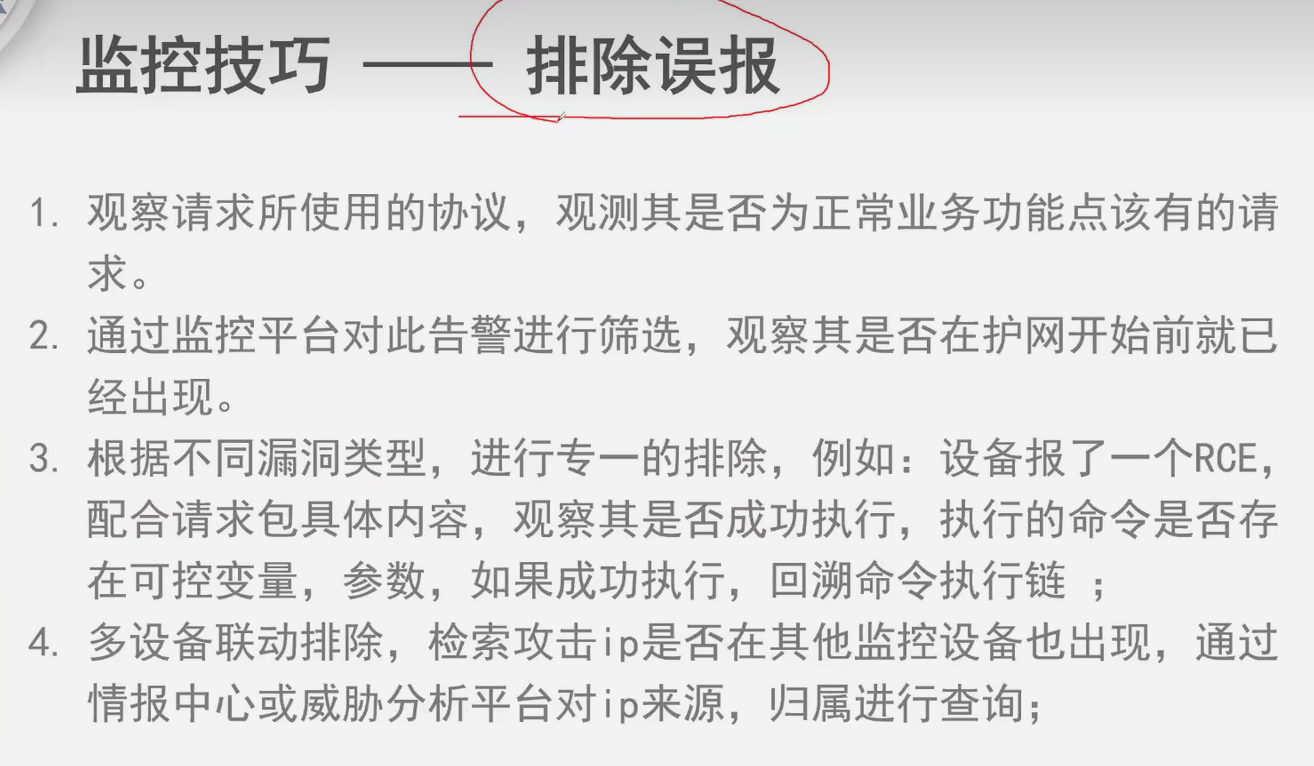 监控技巧 —— 排除误报
1. 观察请求所使用的协议，观测其是否为正常业务功能点该有的请
求。
2. 通过监控平台对此告警进行筛选，观察其是否在护网开始前就已
经出现。
3. 根据不同漏洞类型，进行专一的排除，例如：设备报了一个RCE，
配合请求包具体内容，观察其是否成功执行，执行的命令是否存
在可控变量，参数，如果成功执行，回溯命令执行链 ；
4. 多设备联动排除，检索攻击ip是否在其他监控设备也出现，通过
情报中心或威胁分析平台对ip来源，归属进行查询；